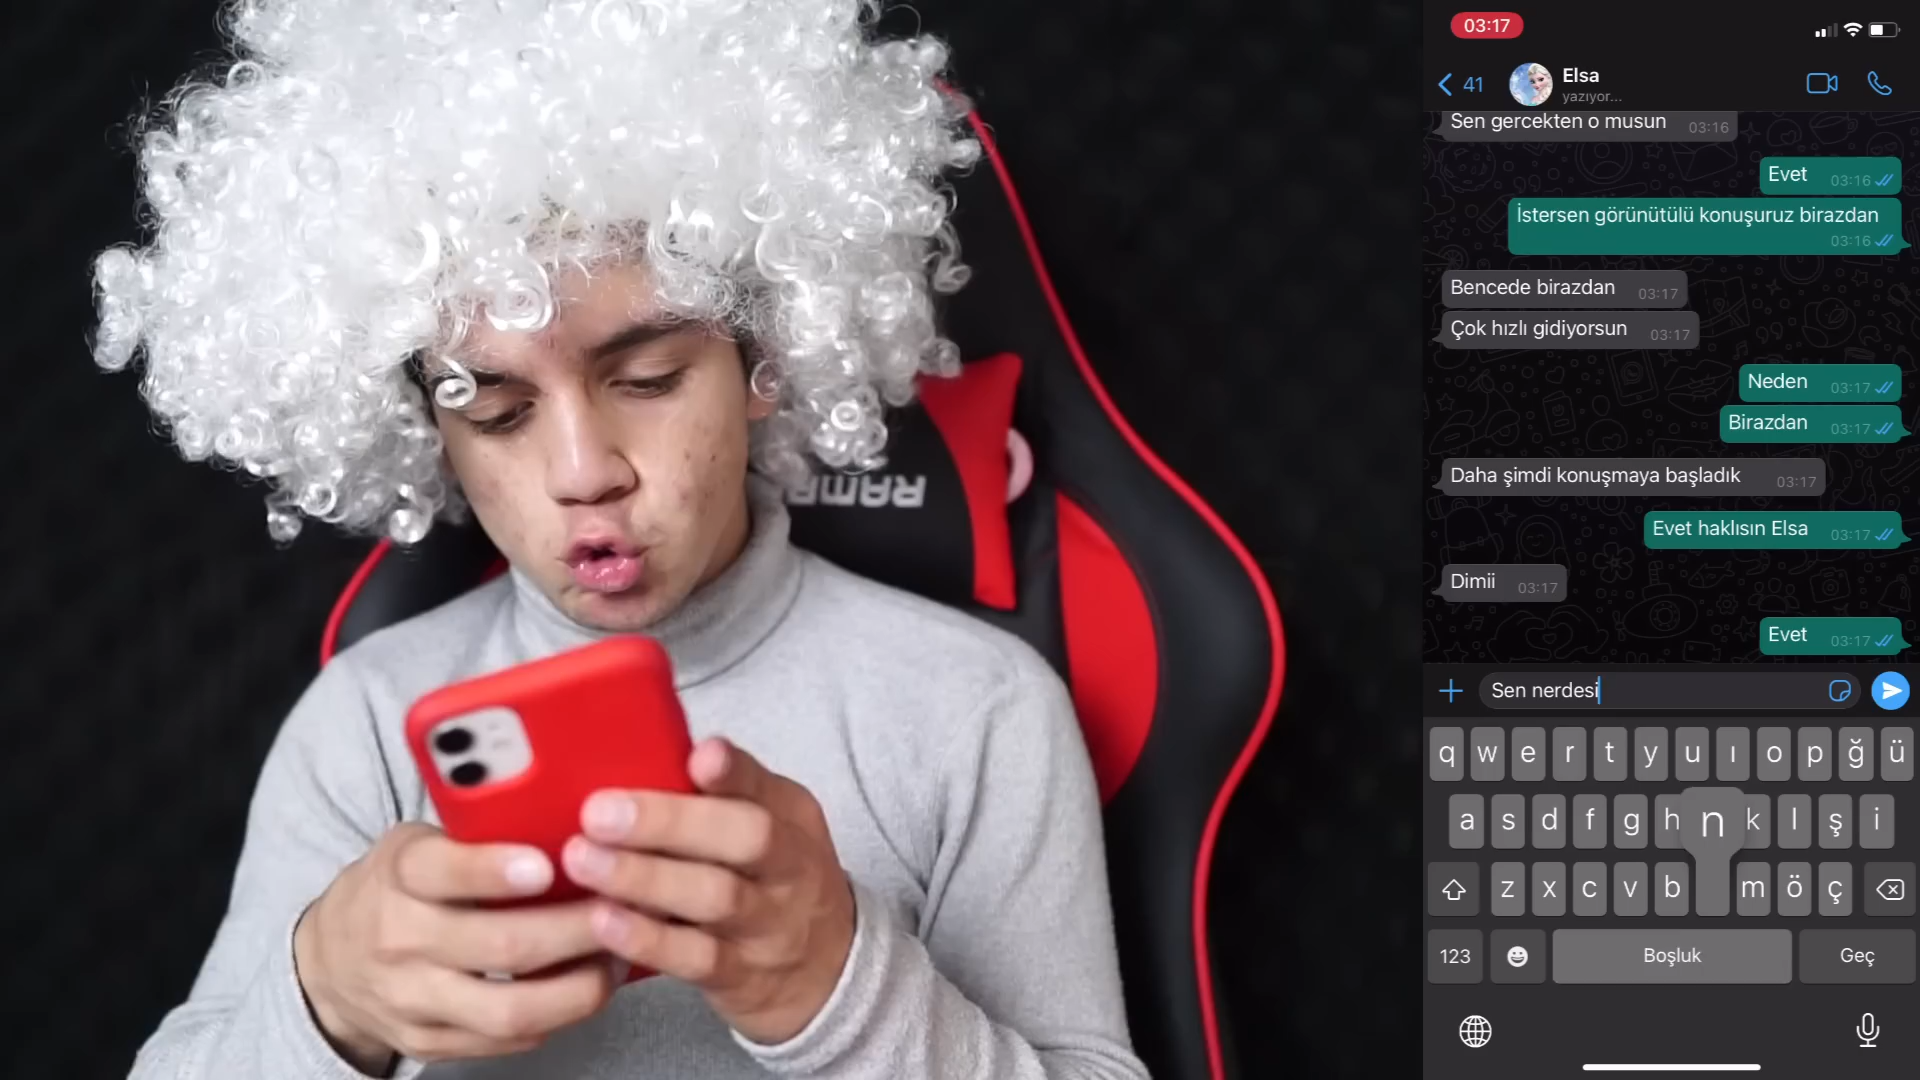 RAMP
03:17
41
Elsa
yazıyor...
Sen gercekten o musun 03:16
Evet 03:16
İstersen görünütülü konuşuruz birazdan
03:16
Bencede birazdan 03:17
Çok hızlı gidiyorsun 03:17
Neden 03:17
Birazdan 03:17
Daha şimdi konuşmaya başladık 03:17
Evet haklısın Elsa 03:17
Dimii 03:17
Evet 03:17
Sen nerdesi
q w e r t y u ı o p ğ ü
a s d f g h n k l ş i
z x c v b m ö ç
123 Boşluk Geç